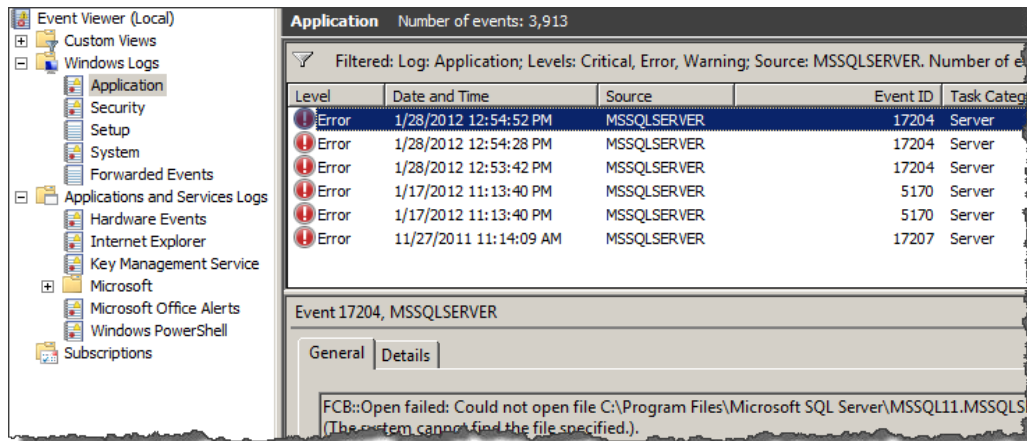 Event Viewer (Local)
Custom Views
Windows Logs
Application
Security
Setup
System
Forwarded Events
Applications and Services Logs
Hardware Events
Internet Explorer
Key Management Service
Microsoft
Microsoft Office Alerts
Windows PowerShell
Subscriptions
Application Number of events: 3,913
Filtered: Log: Application; Levels: Critical, Error, Warning; Source: MSSQLSERVER. Number of e
Level Date and Time Source Event ID Task Categ
Error 1/28/2012 12:54:52 PM MSSQLSERVER 17204 Server
Error 1/28/2012 12:54:28 PM MSSQLSERVER 17204 Server
Error 1/28/2012 12:53:42 PM MSSQLSERVER 17204 Server
Error 1/17/2012 11:13:40 PM MSSQLSERVER 5170 Server
Error 1/17/2012 11:13:40 PM MSSQLSERVER 5170 Server
Error 11/27/2011 11:14:09 AM MSSQLSERVER 17207 Server
Event 17204, MSSQLSERVER
General Details
FCB::Open failed: Could not open file C:\Program Files\Microsoft SQL Server\MSSQL11.MSSQLS
(The system cannot find the file specified.).